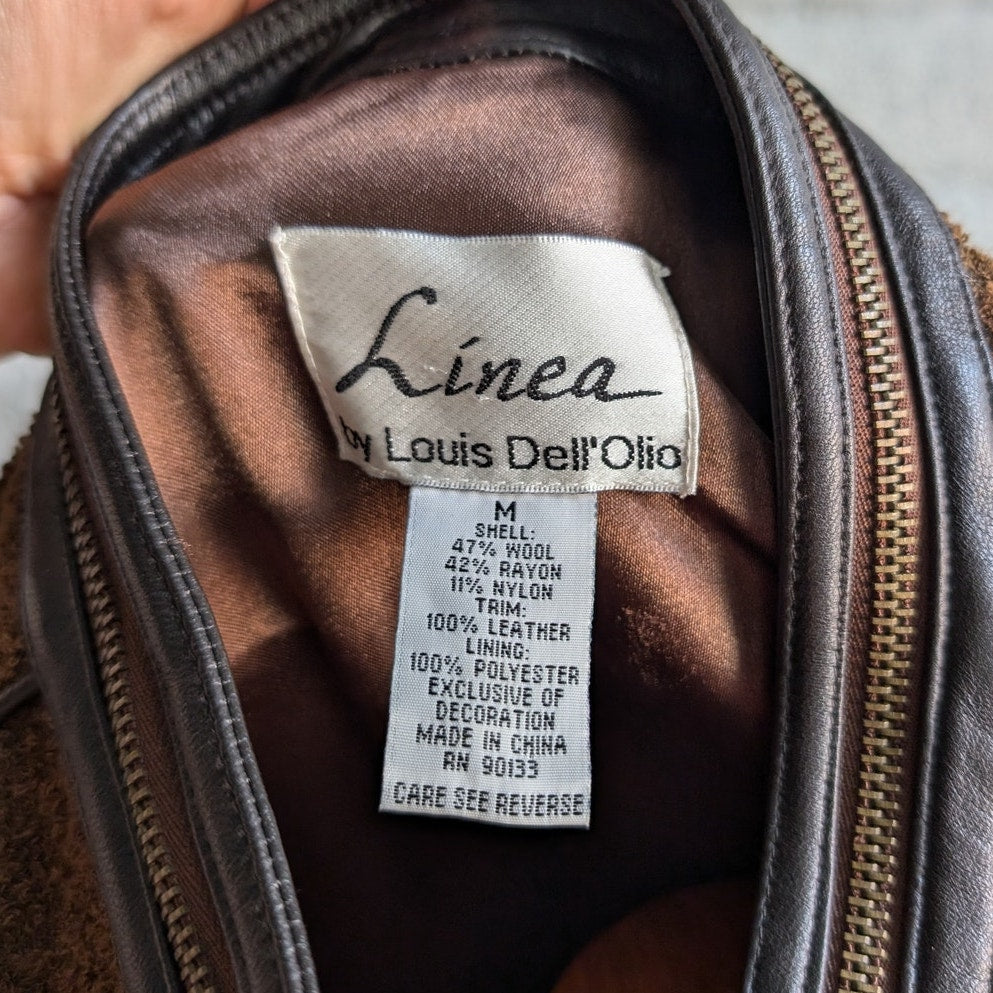 Linea
by Louis Dell'Olio
M
SHELL:
47% WOOL
42% RAYON
11% NYLON
TRIM:
100% LEATHER
LINING:
100% POLYESTER
EXCLUSIVE OF
DECORATION
MADE IN CHINA
RN 90133
CARE SEE REVERSE